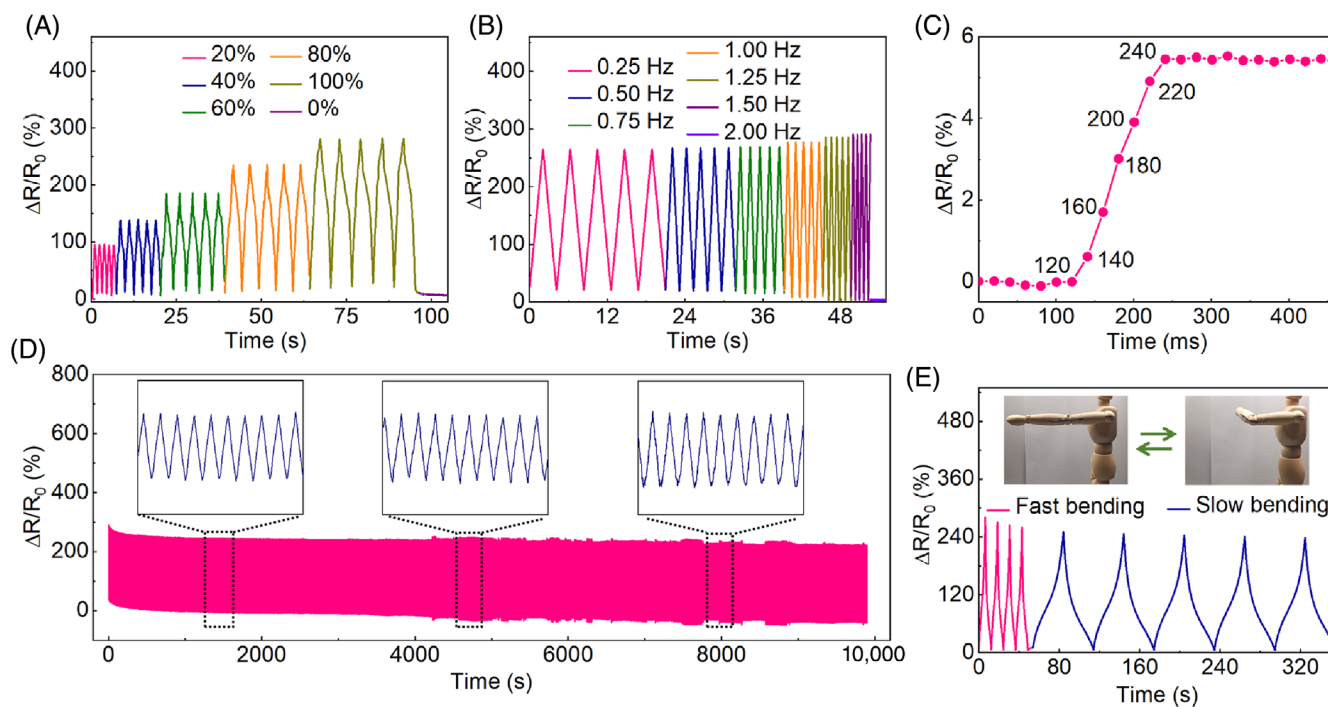 (A)
ΔR/R0 (%)
400
300
200
100
0
20%
40%
60%
80%
100%
0%
0 25 50 75 100
Time (s)
(B)
ΔR/R0 (%)
400
300
200
100
0
0.25 Hz
0.50 Hz
0.75 Hz
1.00 Hz
1.25 Hz
1.50 Hz
2.00 Hz
0 12 24 36 48
Time (s)
(C)
ΔR/R0 (%)
6
4
2
0
240
220
200
180
160
140
120
0 100 200 300 400
Time (ms)
(D)
ΔR/R0 (%)
800
600
400
200
0
0 2000 4000 6000 8000 10,000
Time (s)
(E)
ΔR/R0 (%)
480
360
240
120
0
Fast bending Slow bending
0 80 160 240 320
Time (s)